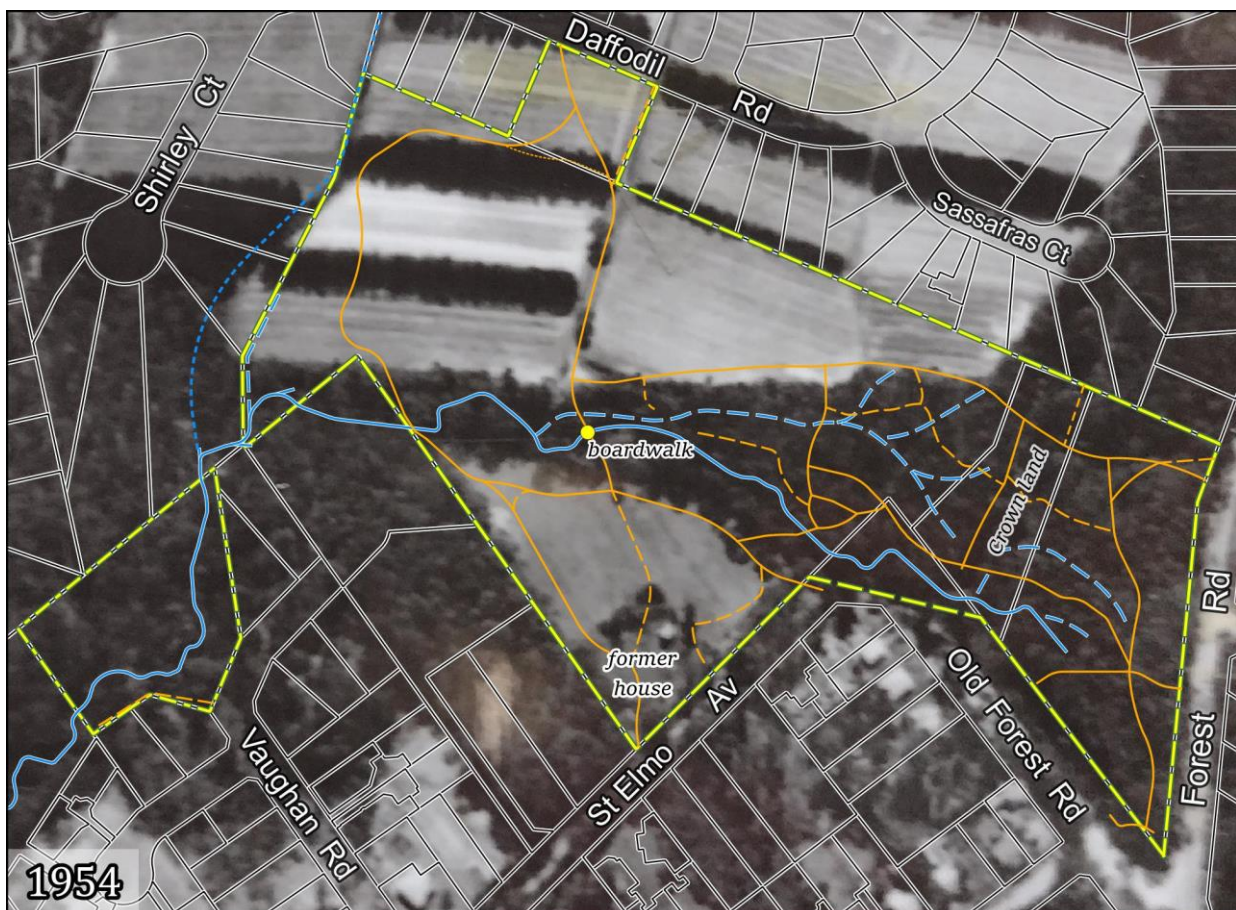 Daffodil
Rd
Shirley Ct
Sassafras Ct
boardwalk
Crown land
former
house
Vaughan Rd
St Elmo Av
Old Forest Rd
Forest Rd
1954